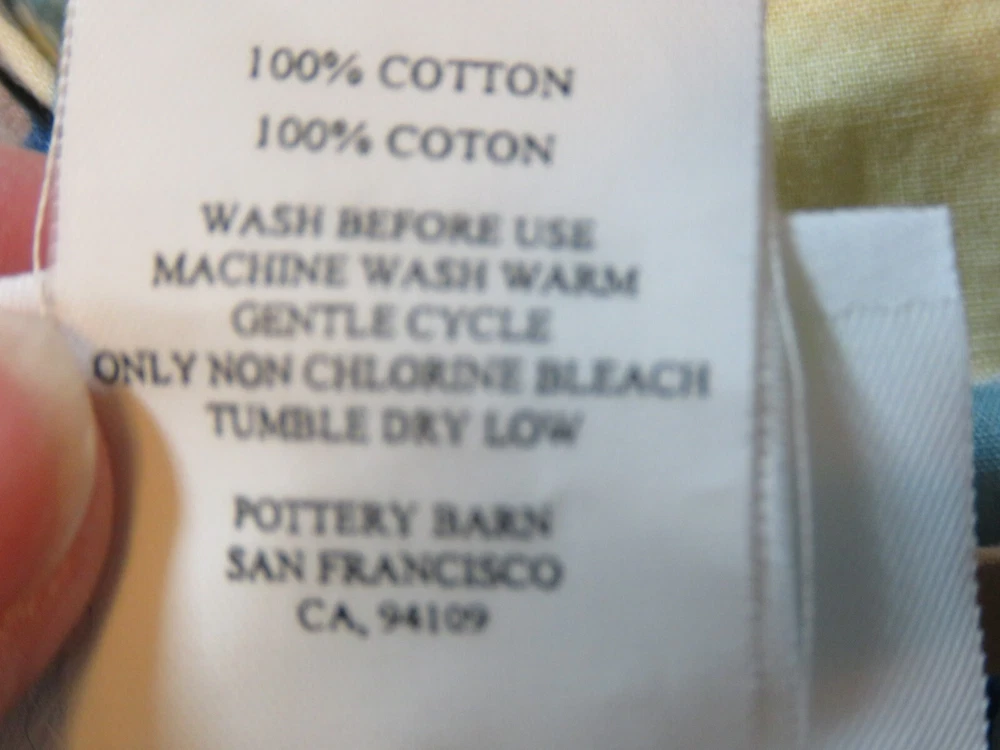 100% COTTON
100% COTON
WASH BEFORE USE
MACHINE WASH WARM
GENTLE CYCLE
ONLY NON CHLORINE BLEACH
TUMBLE DRY LOW
POTTERY BARN
SAN FRANCISCO
CA, 94109